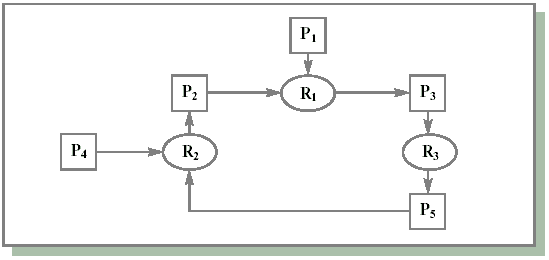 P₁
P₂
R₁
P₃
P₄
R₂
R₃
P₅